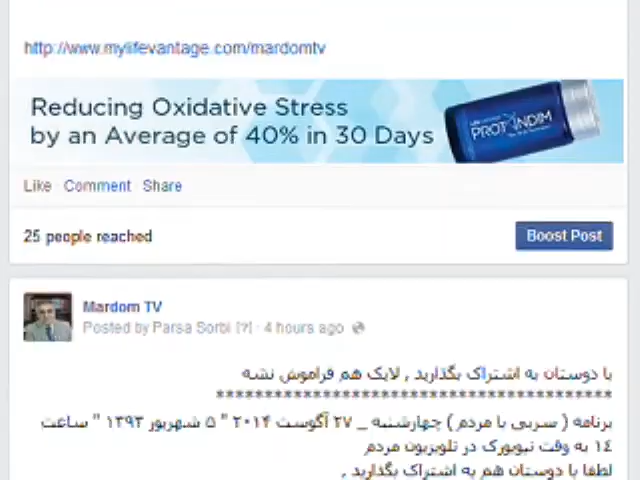 http://www.mylifevantage.com/mardomtv
Reducing Oxidative Stress
by an Average of 40% in 30 Days
PROTANDIM
Like · Comment · Share
25 people reached
Boost Post
Mardom TV
Posted by Parsa Sorbi [?] · 4 hours ago ·
با دوستان به اشتراک بگذارید , لایک هم فراموش نشه
****************************************
برنامه ( سربی با مردم ) چهارشنبه _ ۲۷ آگوست ۲۰۱۴ " ۵ شهریور ۱۳۹۳ " ساعت
١٤ به وقت نیویورک در تلویزیون مردم
لطفا با دوستان هم به اشتراک بگذارید ,